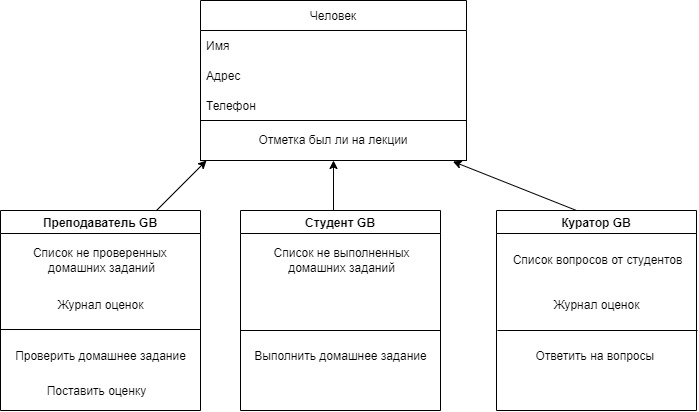 Человек
Имя
Адрес
Телефон
Отметка был ли на лекции
Преподаватель GB
Список не проверенных
домашних заданий
Журнал оценок
Проверить домашнее задание
Поставить оценку
Студент GB
Список не выполненных
домашних заданий
Выполнить домашнее задание
Куратор GB
Список вопросов от студентов
Журнал оценок
Ответить на вопросы